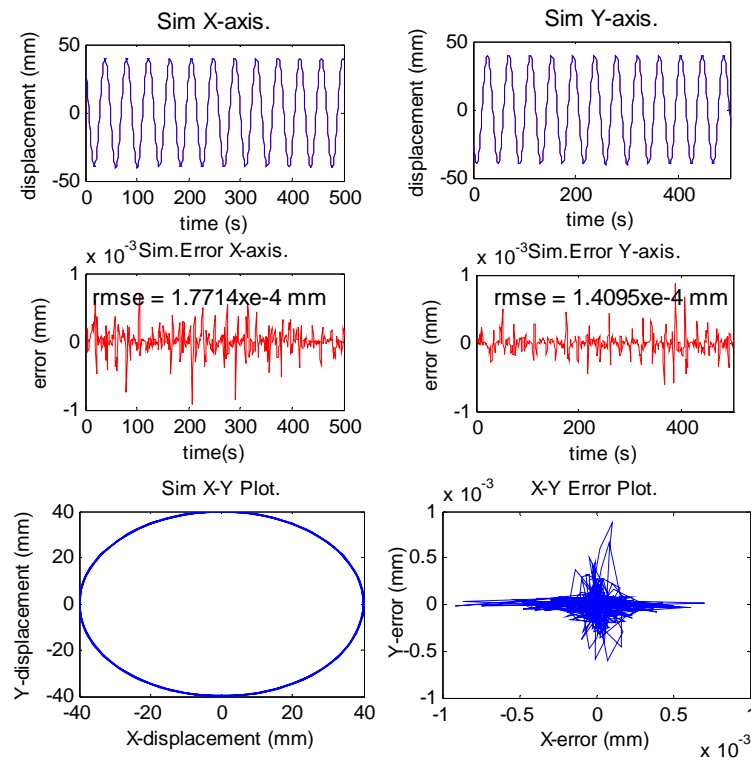 Sim X-axis.
50
0
-50
displacement (mm)
0 100 200 300 400 500
time (s)
Sim Y-axis.
50
0
-50
displacement (mm)
0 200 400
time (s)
x 10-3 Sim.Error X-axis.
rmse = 1.7714xe-4 mm
1
0
-1
error (mm)
0 100 200 300 400 500
time(s)
x 10-3 Sim.Error Y-axis.
rmse = 1.4095xe-4 mm
1
0
-1
error (mm)
0 200 400
time (s)
Sim X-Y Plot.
40
20
0
-20
-40
Y-displacement (mm)
-40 -20 0 20 40
X-displacement (mm)
X-Y Error Plot.
x 10-3
1
0.5
0
-0.5
-1
Y-error (mm)
-1 -0.5 0 0.5 1
X-error (mm)
x 10-3